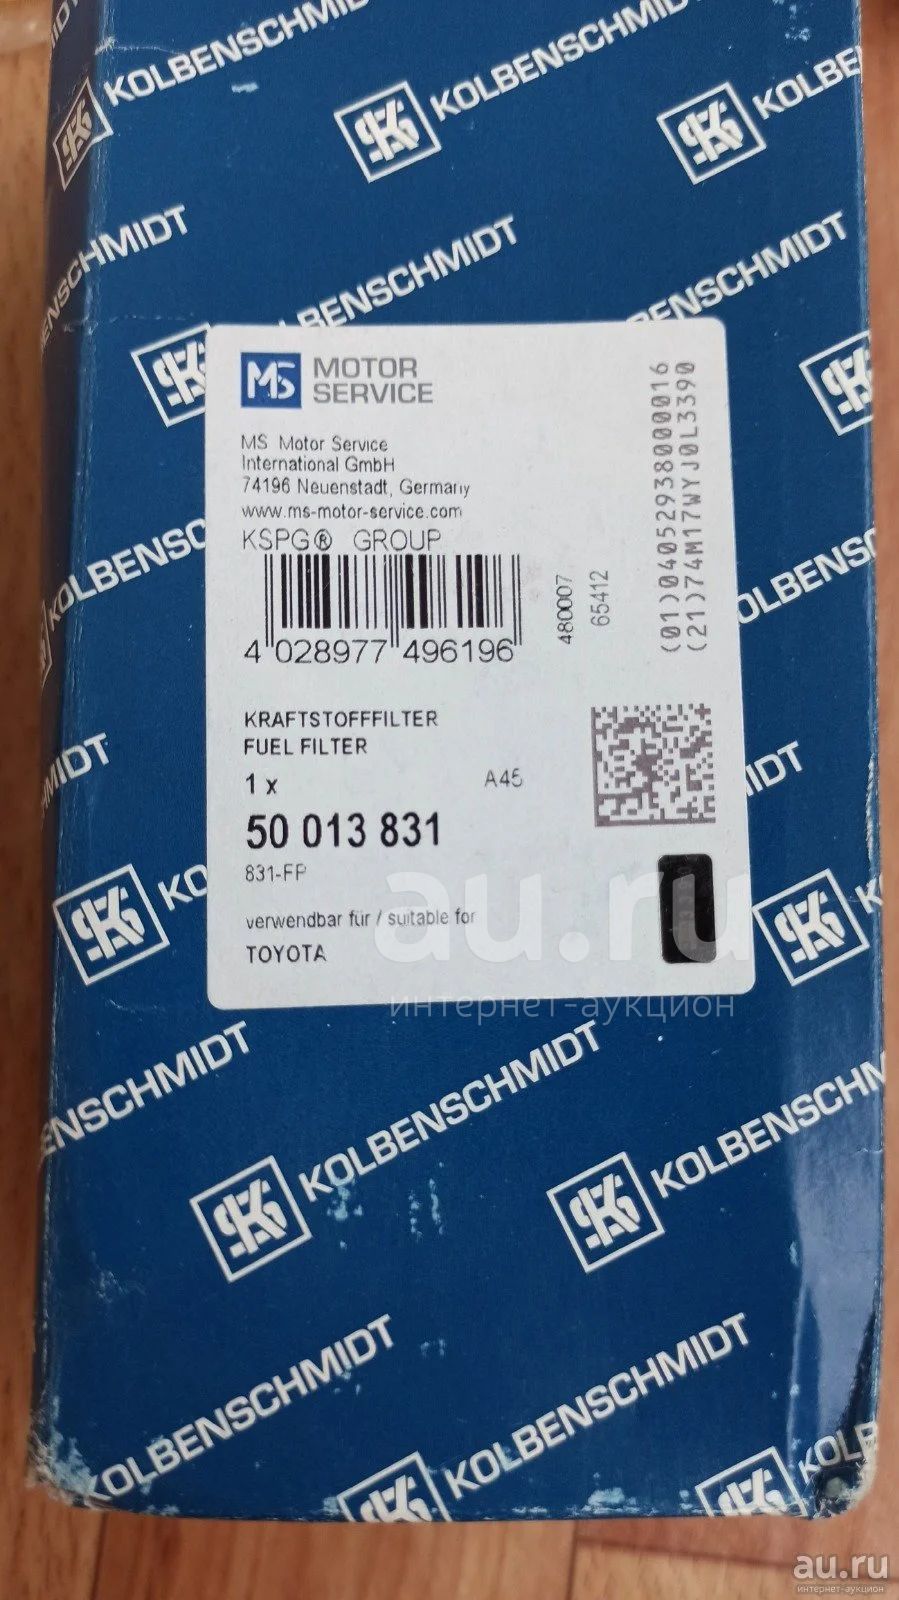 KOLBENSCHMIDT
KOLBENSCHMIDT
MS MOTOR
SERVICE
MS Motor Service
International GmbH
74196 Neuenstadt, Germany
www.ms-motor-service.com
KSPG® GROUP
4 028977 496196
480007
65412
(01)04052938000016
(21)74M17WYJ0L3390
KRAFTSTOFFFILTER
FUEL FILTER
1 x A45
50 013 831
831-FP
verwendbar für / suitable for
TOYOTA
au.ru
интернет-аукцион
KOLBENSCHMIDT
KOLBENSCHMIDT
KOLBENSCHMIDT
KOLBENSCHMIDT
au.ru
интернет-аукцион